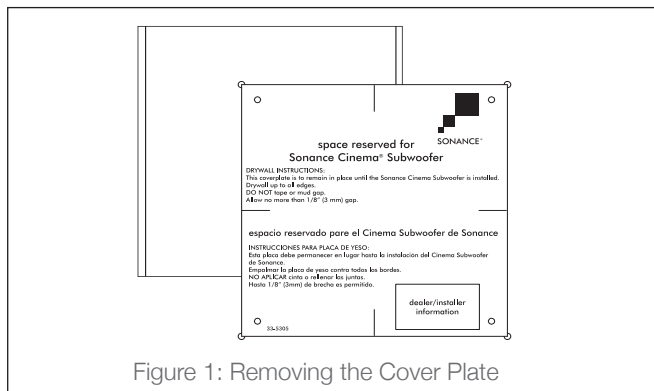 SONANCE™
space reserved for
Sonance Cinema® Subwoofer
DRYWALL INSTRUCTIONS:
This coverplate is to remain in place until the Sonance Cinema Subwoofer is installed.
Drywall up to all edges.
DO NOT tape or mud gap.
Allow no more than 1/8" (3 mm) gap.
espacio reservado pare el Cinema Subwoofer de Sonance
INSTRUCCIONES PARA PLACA DE YESO:
Esta placa debe permanecer en lugar hasta la instalación del Cinema Subwoofer
de Sonance.
Empalmar la placa de yeso contra todos los bordes.
NO APLICAR cinta o rellenar las juntas.
Hasta 1/8" (3mm) de brecha es permitido.
dealer/installer
information
33-5305
Figure 1: Removing the Cover Plate